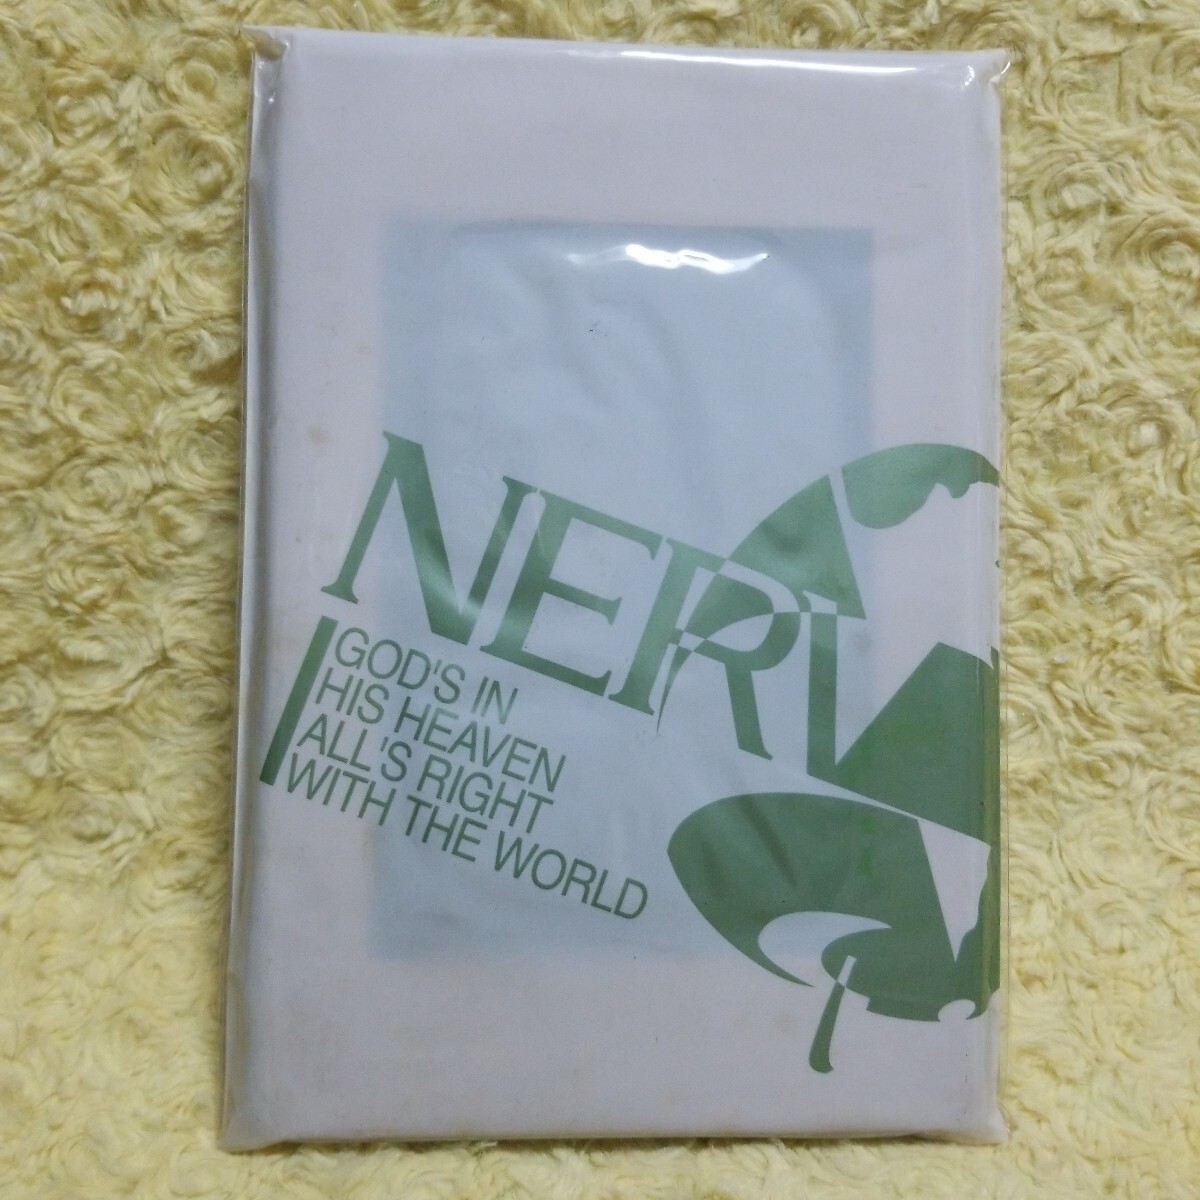 NERV
GOD'S IN
HIS HEAVEN
ALL'S RIGHT
WITH THE WORLD